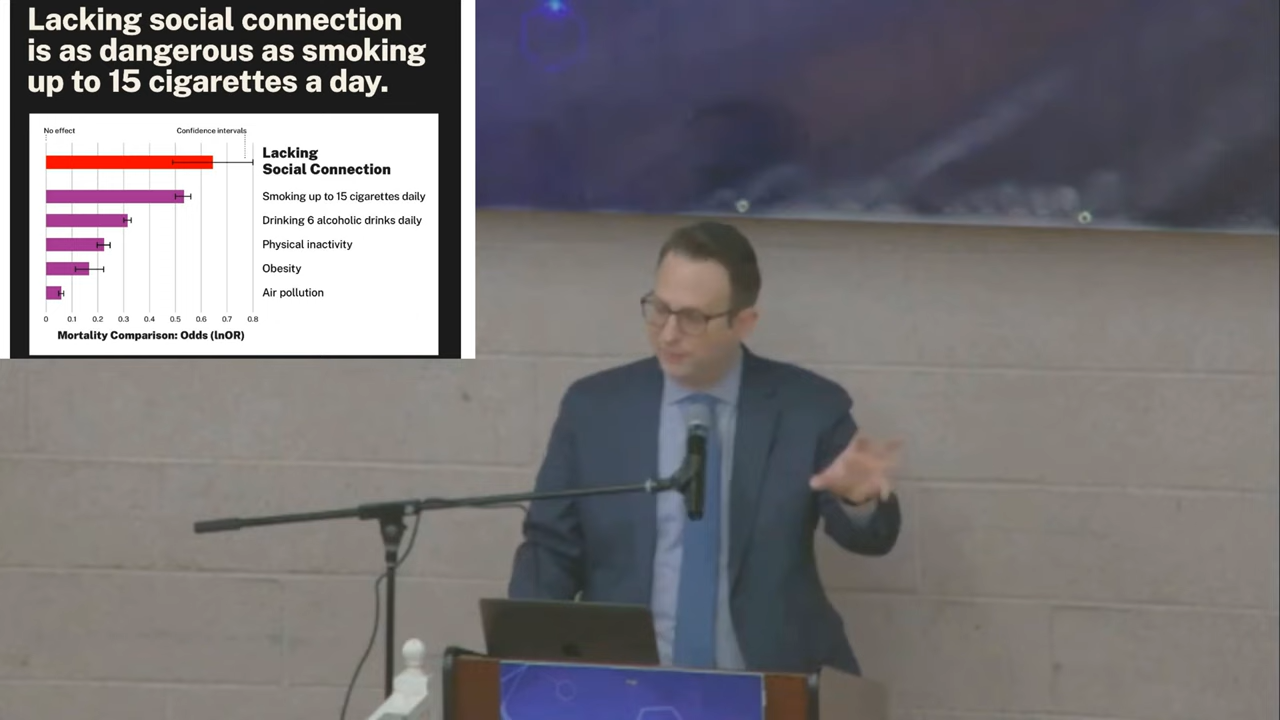 Lacking social connection
is as dangerous as smoking
up to 15 cigarettes a day.
No effect
Confidence intervals
Lacking
Social Connection
Smoking up to 15 cigarettes daily
Drinking 6 alcoholic drinks daily
Physical inactivity
Obesity
Air pollution
0 0.1 0.2 0.3 0.4 0.5 0.6 0.7 0.8
Mortality Comparison: Odds (lnOR)